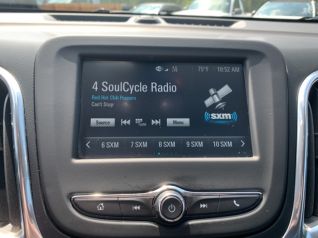 75°F 10:52 AM
4 SoulCycle Radio
Red Hot Chili Peppers
Can't Stop
sxm
Source Menu
6 SXM 7 SXM 8 SXM 9 SXM 10 SXM